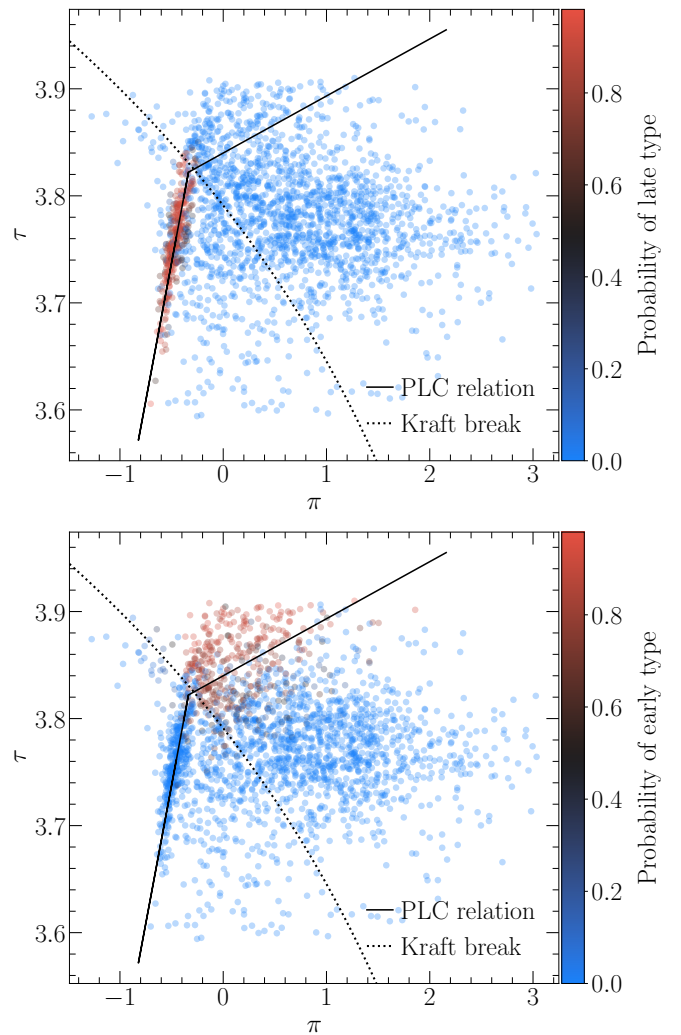 3.9
3.8
3.7
3.6
τ
−1 0 1 2 3
π
PLC relation
Kraft break
0.8
0.6
0.4
0.2
0.0
Probability of late type
3.9
3.8
3.7
3.6
τ
−1 0 1 2 3
π
PLC relation
Kraft break
0.8
0.6
0.4
0.2
0.0
Probability of early type